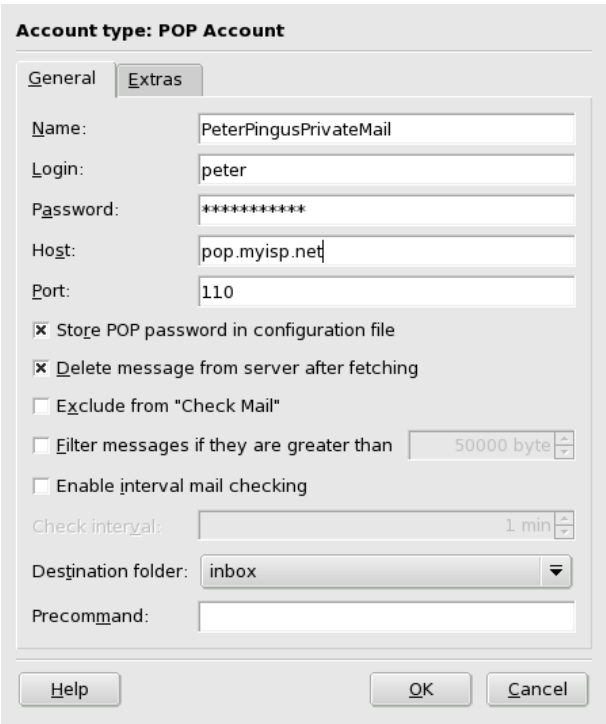 Account type: POP Account
General Extras
Name: PeterPingusPrivateMail
Login: peter
Password: ***********
Host: pop.myisp.net
Port: 110
Store POP password in configuration file
Delete message from server after fetching
Exclude from "Check Mail"
Filter messages if they are greater than 50000 byte
Enable interval mail checking
Check interval: 1 min
Destination folder: inbox
Precommand:
Help OK Cancel